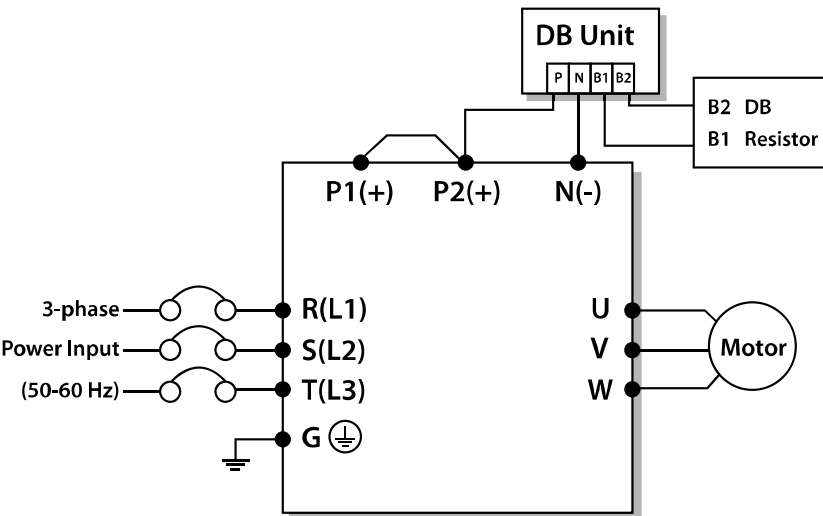 DB Unit
P N B1 B2
B2 DB
B1 Resistor
P1(+) P2(+) N(-)
3-phase R(L1) U
Power Input S(L2) V Motor
(50-60 Hz) T(L3) W
G